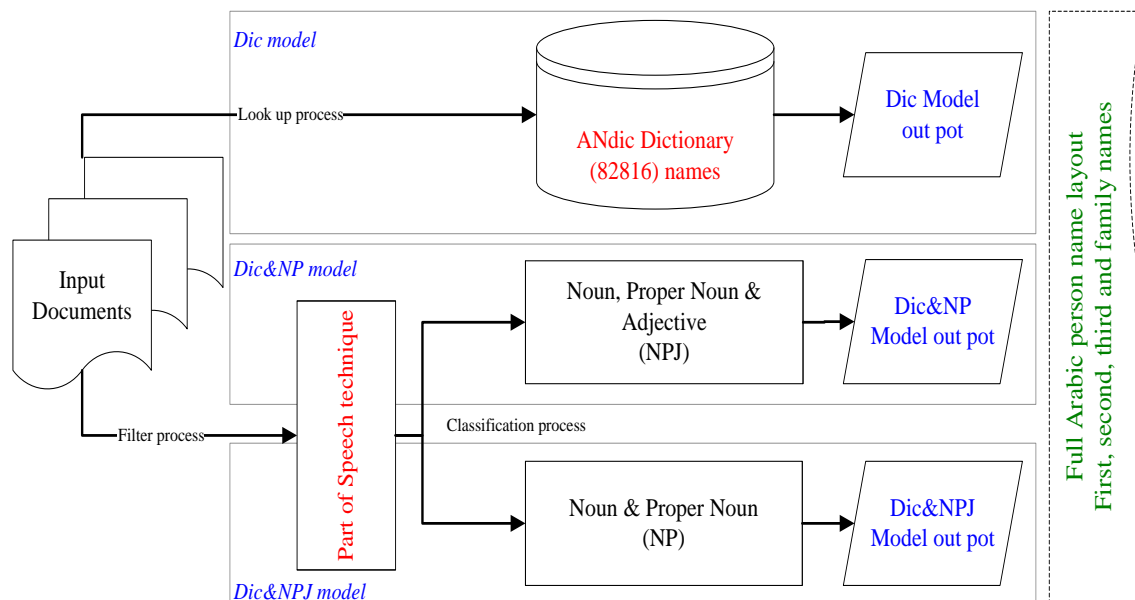 Dic model
Look up process
ANdic Dictionary
(82816) names
Dic Model
out pot
Input
Documents
Dic&NP model
Noun, Proper Noun &
Adjective
(NPJ)
Dic&NP
Model out pot
Part of Speech technique
Filter process
Classification process
Noun & Proper Noun
(NP)
Dic&NPJ
Model out pot
Dic&NPJ model
Full Arabic person name layout
First, second, third and family names